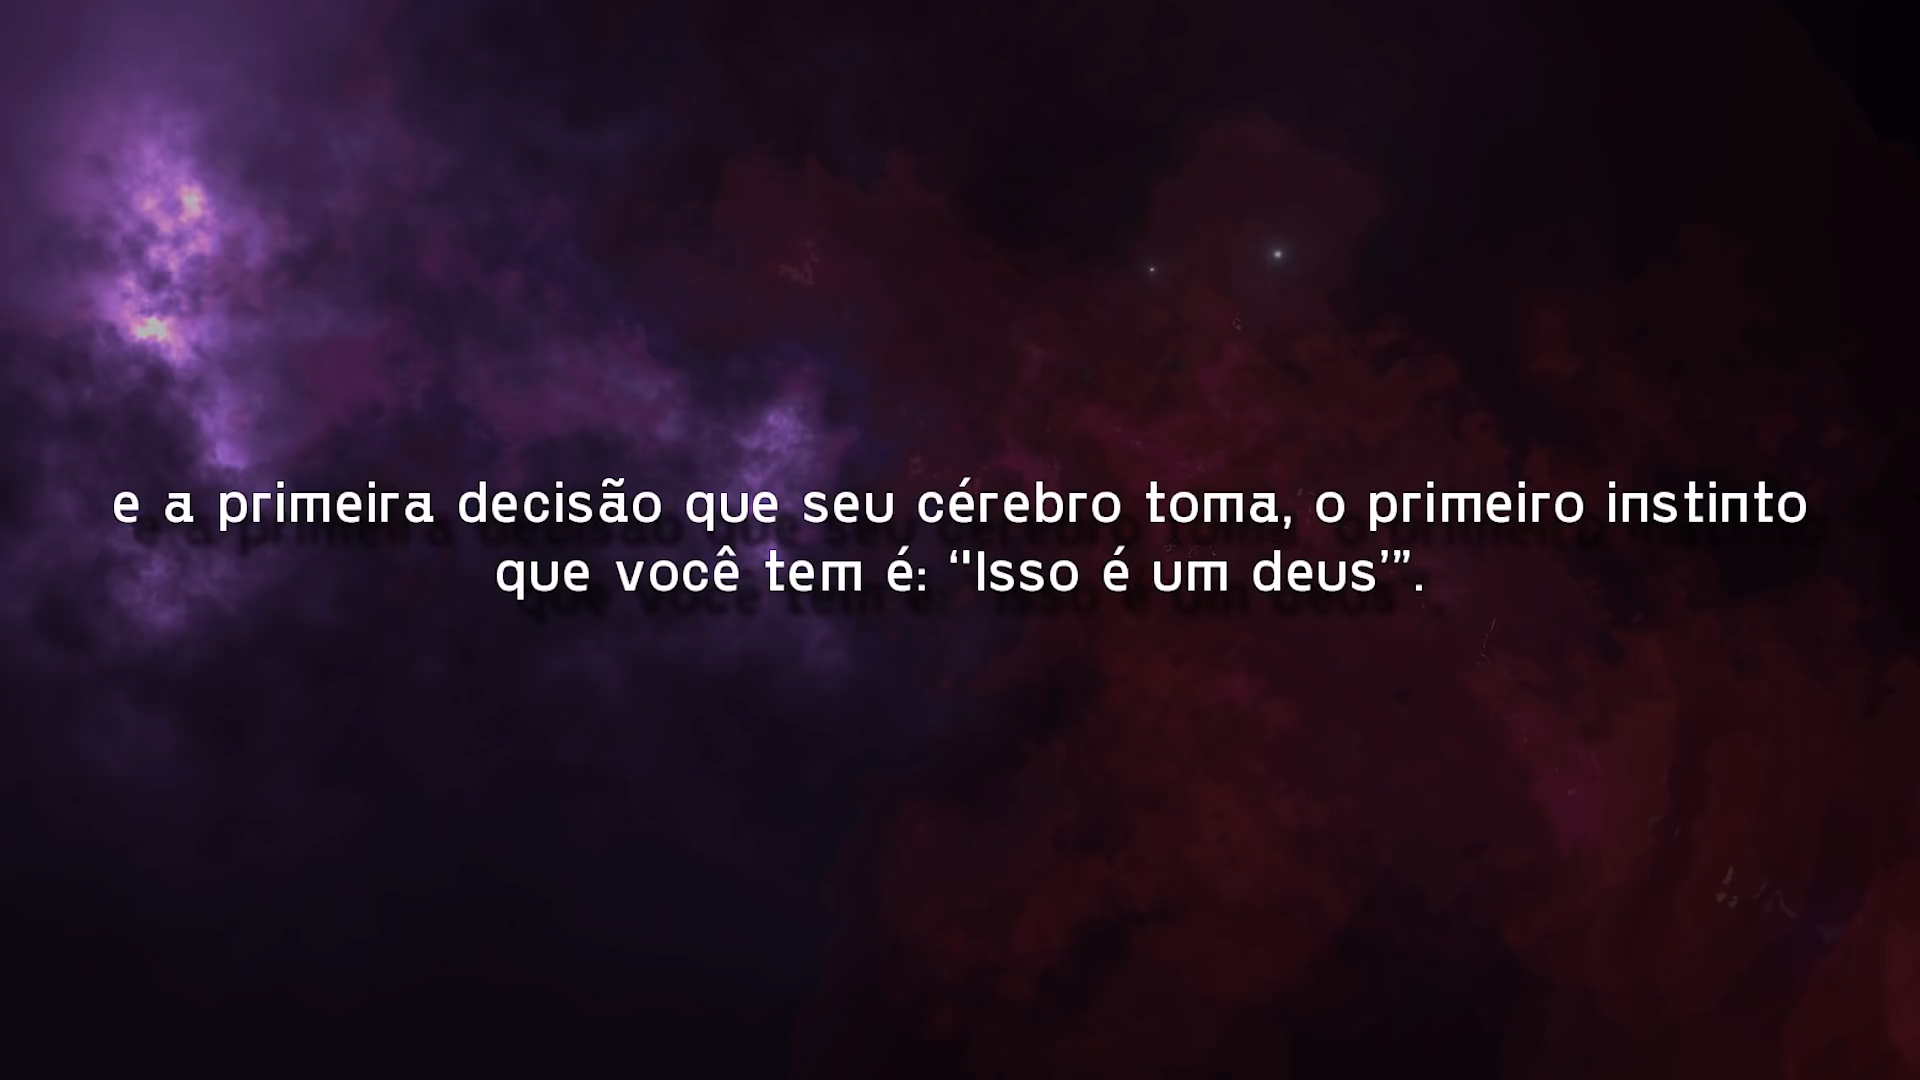 e a primeira decisão que seu cérebro toma, o primeiro instinto
que você tem é: “Isso é um deus’”.